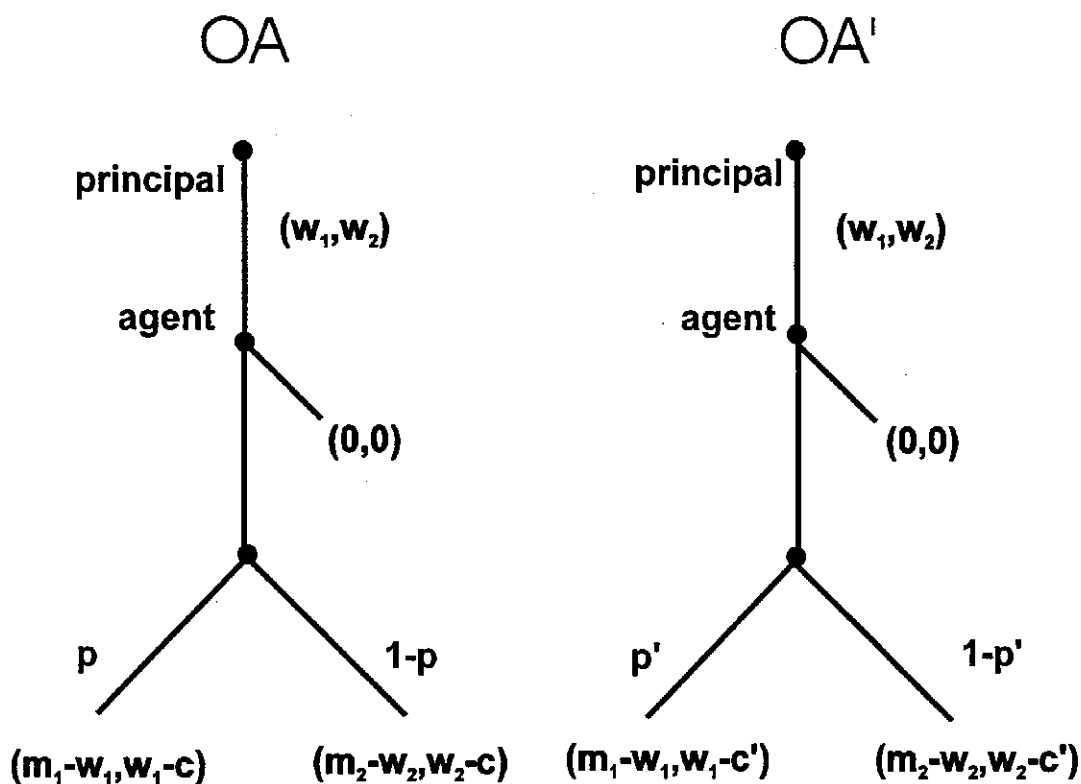 OA
principal
(w₁,w₂)
agent
(0,0)
p
1-p
(m₁-w₁,w₁-c)
(m₂-w₂,w₂-c)
OA'
principal
(w₁,w₂)
agent
(0,0)
p'
1-p'
(m₁-w₁,w₁-c')
(m₂-w₂,w₂-c')